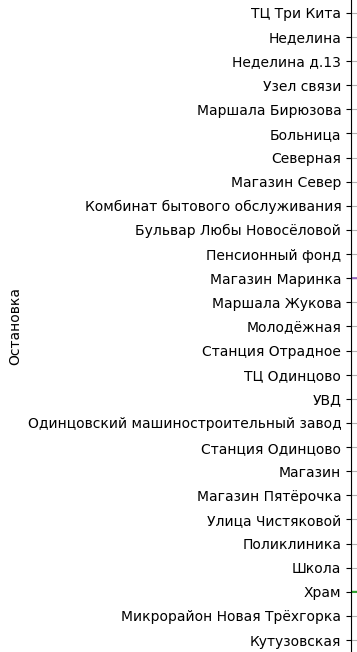 ТЦ Три Кита
Неделина
Неделина д.13
Узел связи
Маршала Бирюзова
Больница
Северная
Магазин Север
Комбинат бытового обслуживания
Бульвар Любы Новосёловой
Пенсионный фонд
Магазин Маринка
Маршала Жукова
Молодёжная
Станция Отрадное
ТЦ Одинцово
УВД
Одинцовский машиностроительный завод
Станция Одинцово
Магазин
Магазин Пятёрочка
Улица Чистяковой
Поликлиника
Школа
Храм
Микрорайон Новая Трёхгорка
Кутузовская
Остановка